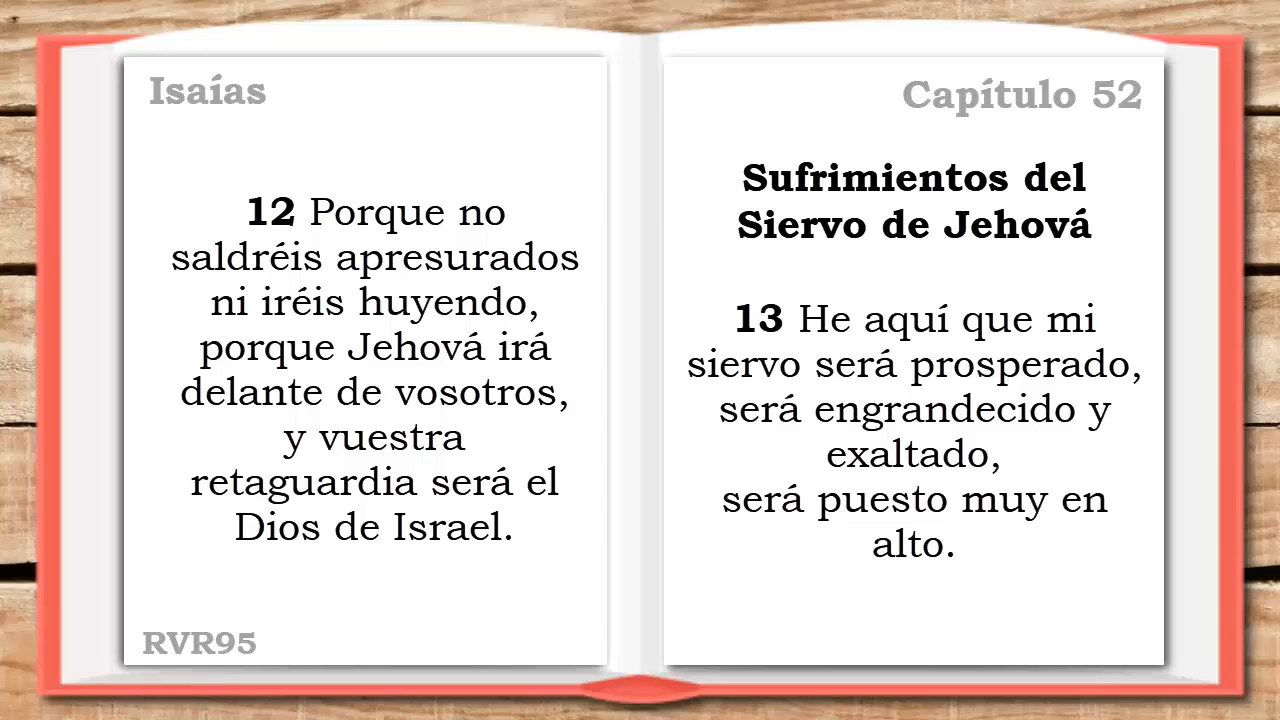 Isaías
12 Porque no
saldréis apresurados
ni iréis huyendo,
porque Jehová irá
delante de vosotros,
y vuestra
retaguardia será el
Dios de Israel.
RVR95
Capítulo 52
Sufrimientos del
Siervo de Jehová
13 He aquí que mi
siervo será prosperado,
será engrandecido y
exaltado,
será puesto muy en
alto.